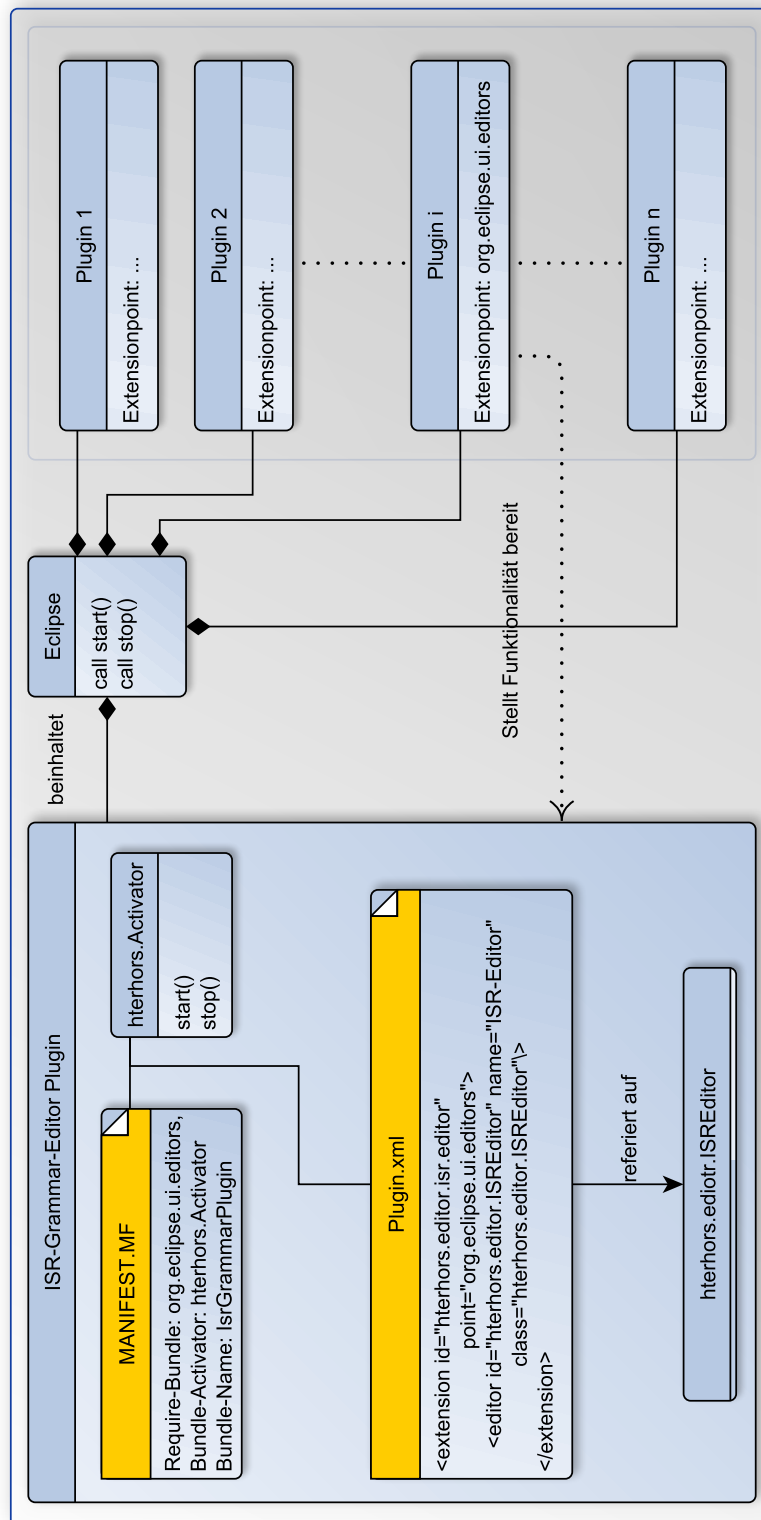 ISR-Grammar-Editor Plugin
MANIFEST.MF
Require-Bundle: org.eclipse.ui.editors,
Bundle-Activator: hterhors.Activator
Bundle-Name: IsrGrammarPlugin
hterhors.Activator
start()
stop()
Plugin.xml
<extension id="hterhors.editor.isr.editor"
point="org.eclipse.ui.editors">
<editor id="hterhors.editor.ISREditor" name="ISR-Editor"
class="hterhors.editor.ISREditor"\>
</extension>
referiert auf
hterhors.ediotr.ISREditor
beinhaltet
Eclipse
call start()
call stop()
Stellt Funktionalität bereit
Plugin 1
Extensionpoint: ...
Plugin 2
Extensionpoint: ...
Plugin i
Extensionpoint: org.eclipse.ui.editors
Plugin n
Extensionpoint: ...